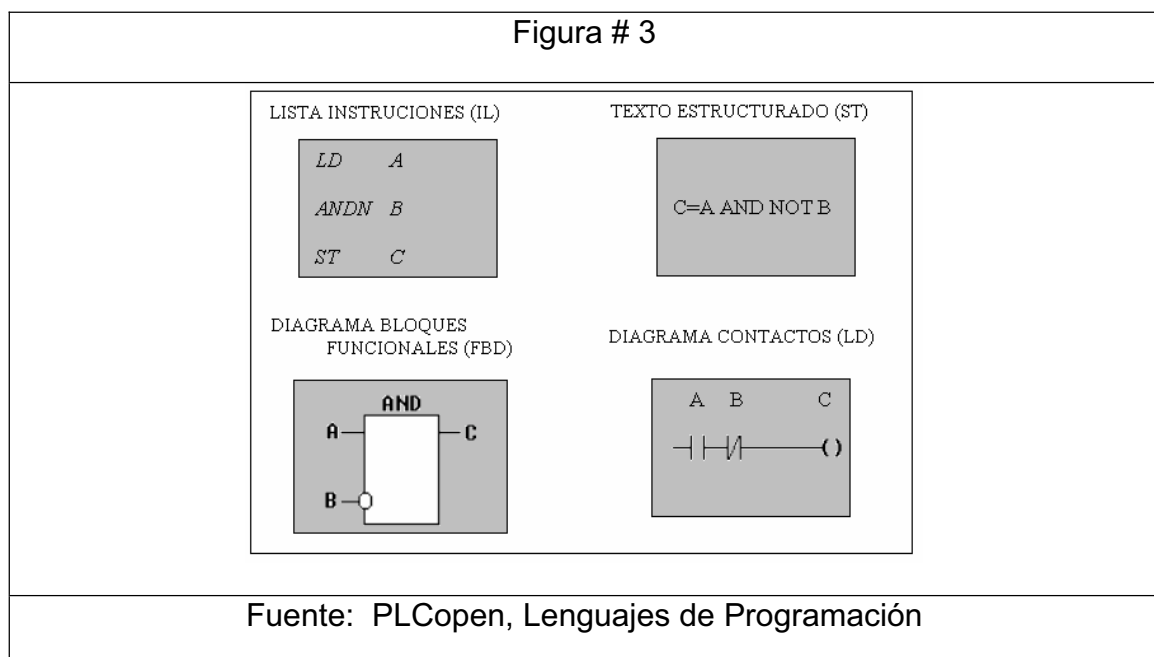 Figura # 3
LISTA INSTRUCIONES (IL)
LD A
ANDN B
ST C
TEXTO ESTRUCTURADO (ST)
C=A AND NOT B
DIAGRAMA BLOQUES
FUNCIONALES (FBD)
AND
A C
B
DIAGRAMA CONTACTOS (LD)
A B C
Fuente: PLCopen, Lenguajes de Programación